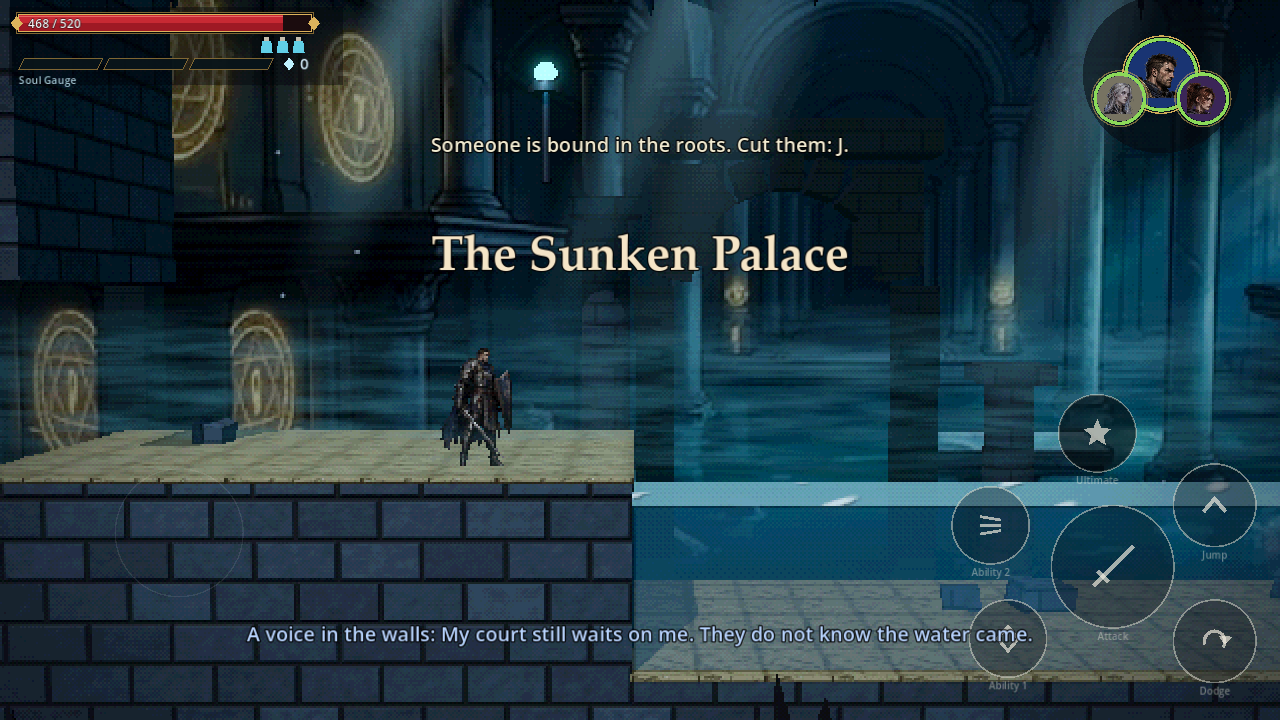 468 / 520
0
Soul Gauge
Someone is bound in the roots. Cut them: J.
The Sunken Palace
Ultimate
Jump
Ability 2
Attack
A voice in the walls: My court still waits on me. They do not know the water came.
Ability 1
Dodge